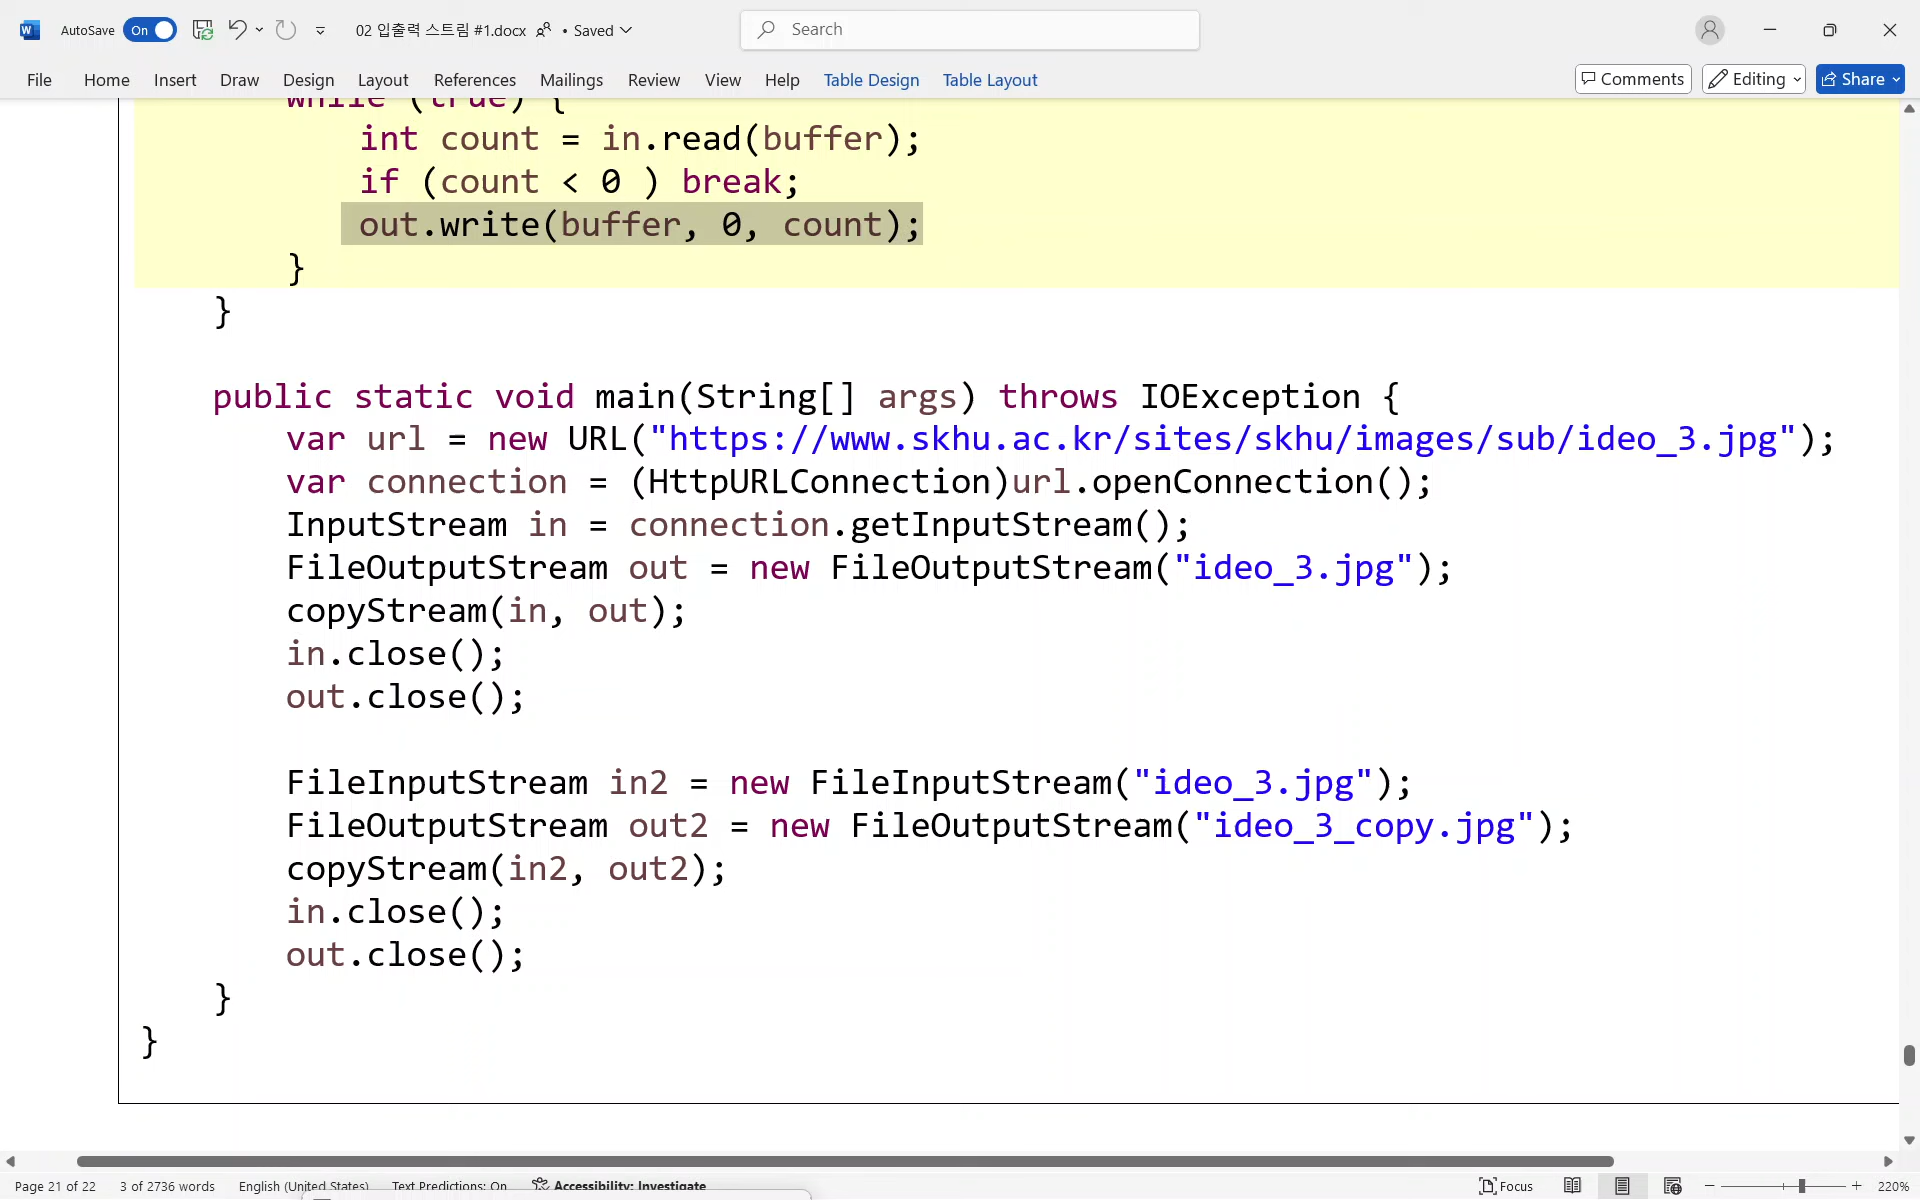 AutoSave On 02 입출력 스트림 #1.docx • Saved Search
File Home Insert Draw Design Layout References Mailings Review View Help Table Design Table Layout Comments Editing Share
while (true) {
int count = in.read(buffer);
if (count < 0 ) break;
out.write(buffer, 0, count);
}
}
public static void main(String[] args) throws IOException {
var url = new URL("https://www.skhu.ac.kr/sites/skhu/images/sub/ideo_3.jpg");
var connection = (HttpURLConnection)url.openConnection();
InputStream in = connection.getInputStream();
FileOutputStream out = new FileOutputStream("ideo_3.jpg");
copyStream(in, out);
in.close();
out.close();
FileInputStream in2 = new FileInputStream("ideo_3.jpg");
FileOutputStream out2 = new FileOutputStream("ideo_3_copy.jpg");
copyStream(in2, out2);
in.close();
out.close();
}
}
Page 21 of 22 3 of 2736 words English (United States) Text Predictions: On Accessibility: Investigate Focus 220%